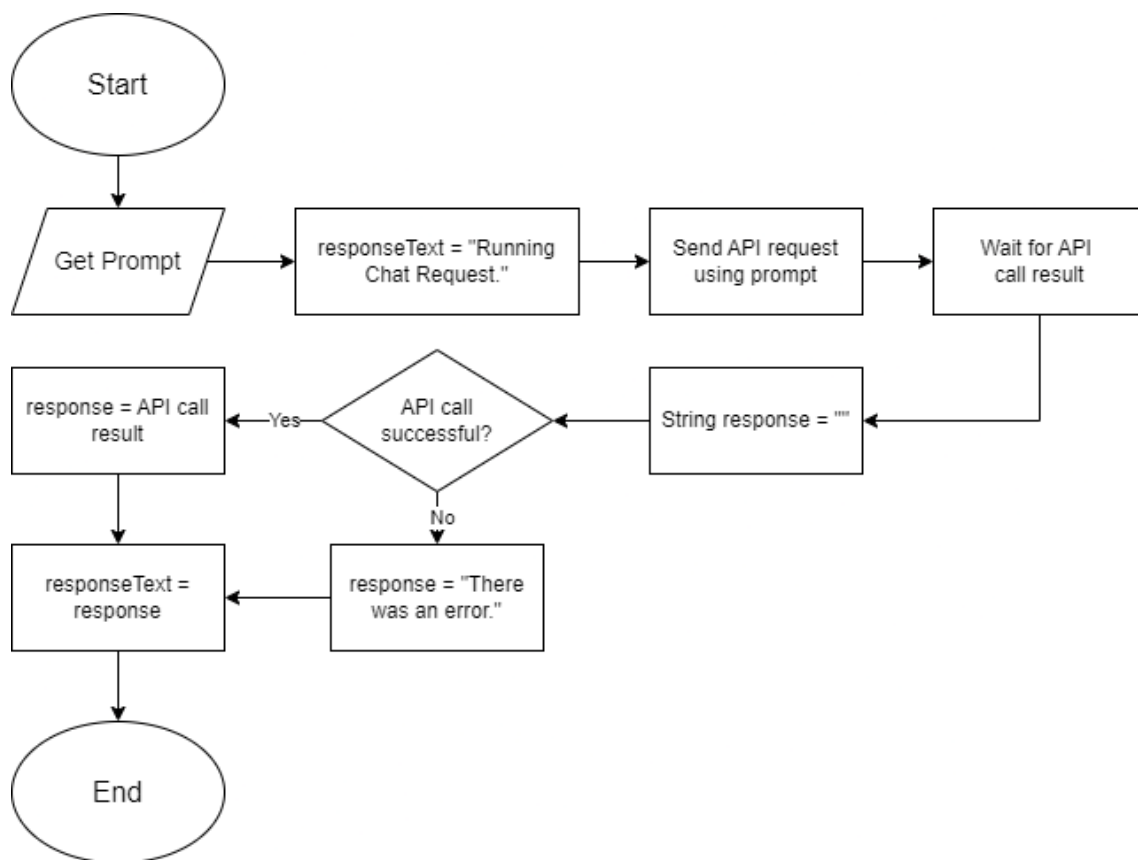 Start
Get Prompt
responseText = "Running
Chat Request."
Send API request
using prompt
Wait for API
call result
String response = ""
API call
successful?
Yes
response = API call
result
No
response = "There
was an error."
responseText =
response
End